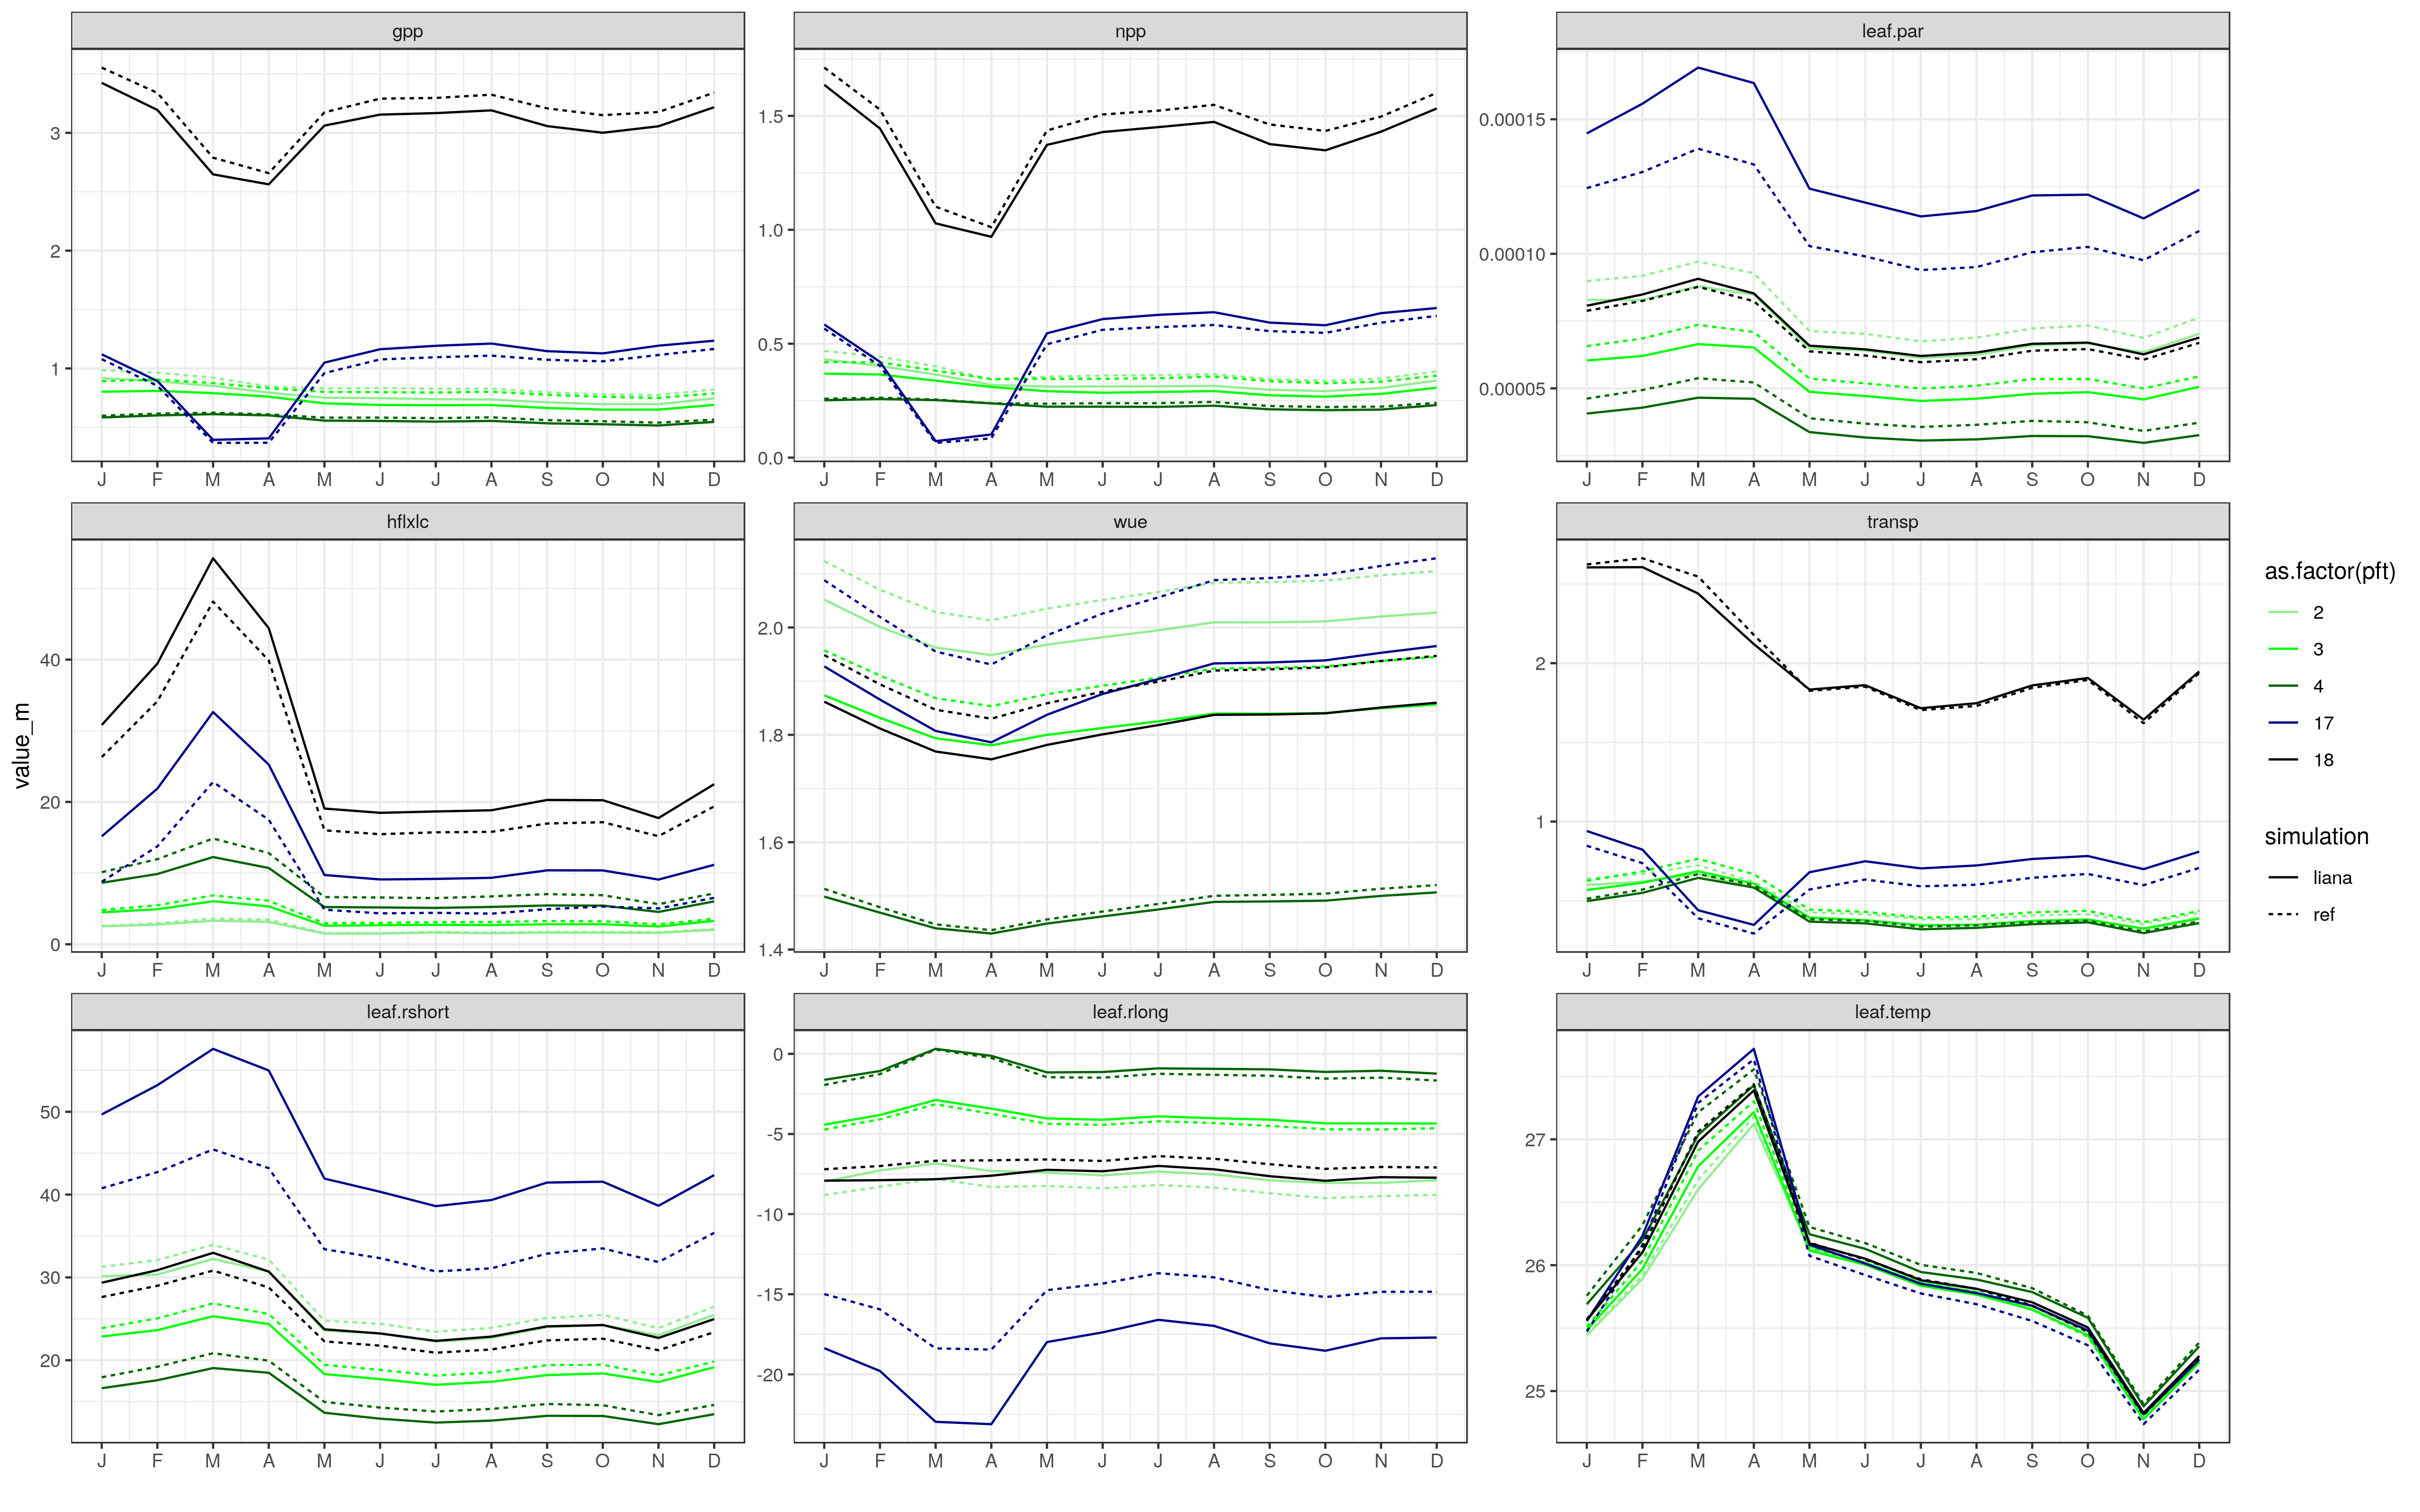 gpp npp leaf.par
3
2
1
1.5
1.0
0.5
0.0
0.00015
0.00010
0.00005
J F M A M J J A S O N D
J F M A M J J A S O N D
J F M A M J J A S O N D
hflxlc wue transp
value_m
40
20
0
2.0
1.8
1.6
1.4
2
1
J F M A M J J A S O N D
J F M A M J J A S O N D
J F M A M J J A S O N D
leaf.rshort leaf.rlong leaf.temp
50
40
30
20
0
-5
-10
-15
-20
27
26
25
J F M A M J J A S O N D
J F M A M J J A S O N D
J F M A M J J A S O N D
as.factor(pft)
2
3
4
17
18
simulation
liana
ref